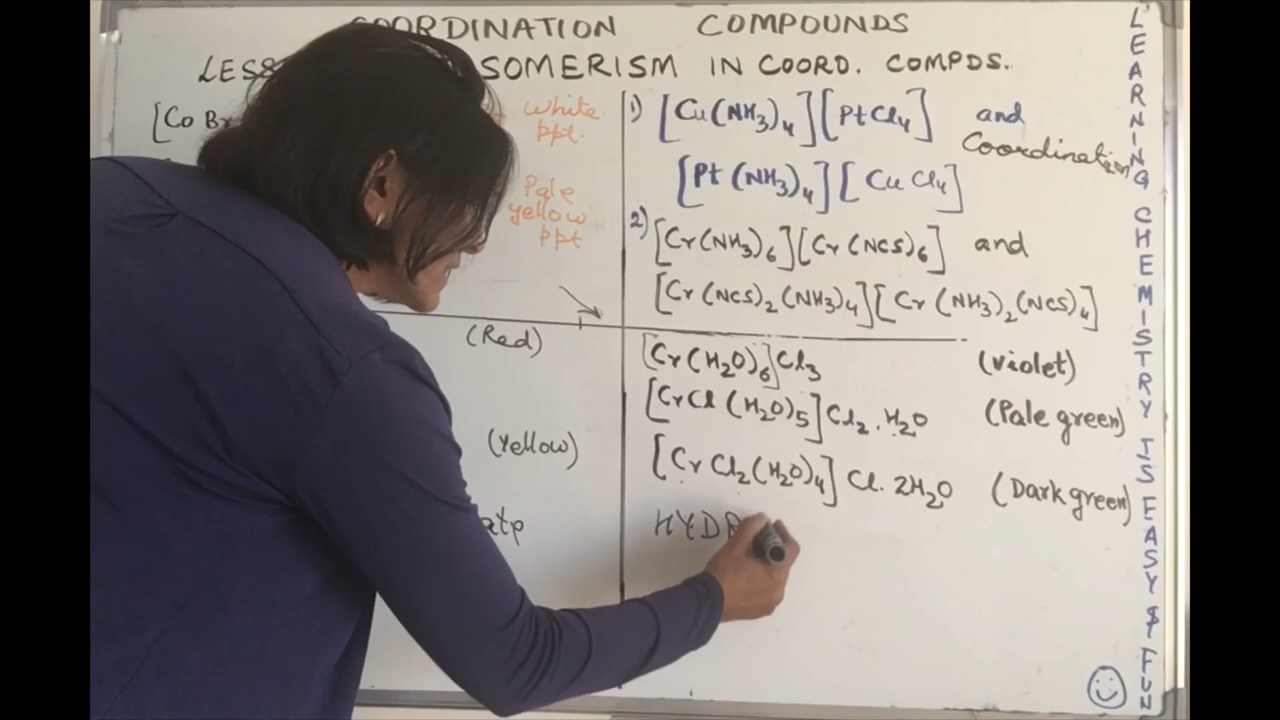 COORDINATION COMPOUNDS
LESS SOMERISM IN COORD. COMPDS.
[Co Br
white
ppt.
Pale
yellow
ppt
(Red)
(Yellow)
1) [Cu(NH3)4][PtCl4] and
Coordination
[Pt(NH3)4][CuCl4]
2) [Cr(NH3)6][Cr(NCS)6] and
[Cr(NCS)2(NH3)4][Cr(NH3)2(NCS)4]
[Cr(H2O)6]Cl3 (violet)
[CrCl(H2O)5]Cl2.H2O (Pale green)
[CrCl2(H2O)4]Cl.2H2O (Dark green)
HYD
LEARNING CHEMISTRY IS EASY & FUN